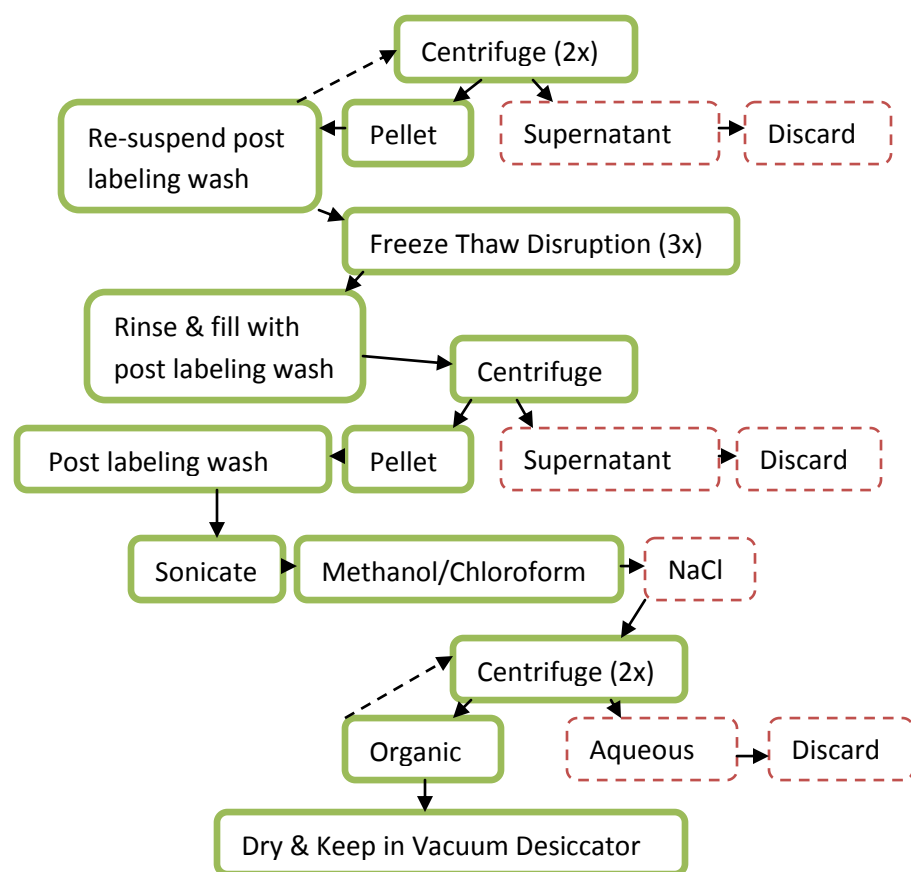 Centrifuge (2x)
Re-suspend post
labeling wash
Pellet
Supernatant
Discard
Freeze Thaw Disruption (3x)
Rinse & fill with
post labeling wash
Centrifuge
Post labeling wash
Pellet
Supernatant
Discard
Sonicate
Methanol/Chloroform
NaCl
Centrifuge (2x)
Organic
Aqueous
Discard
Dry & Keep in Vacuum Desiccator